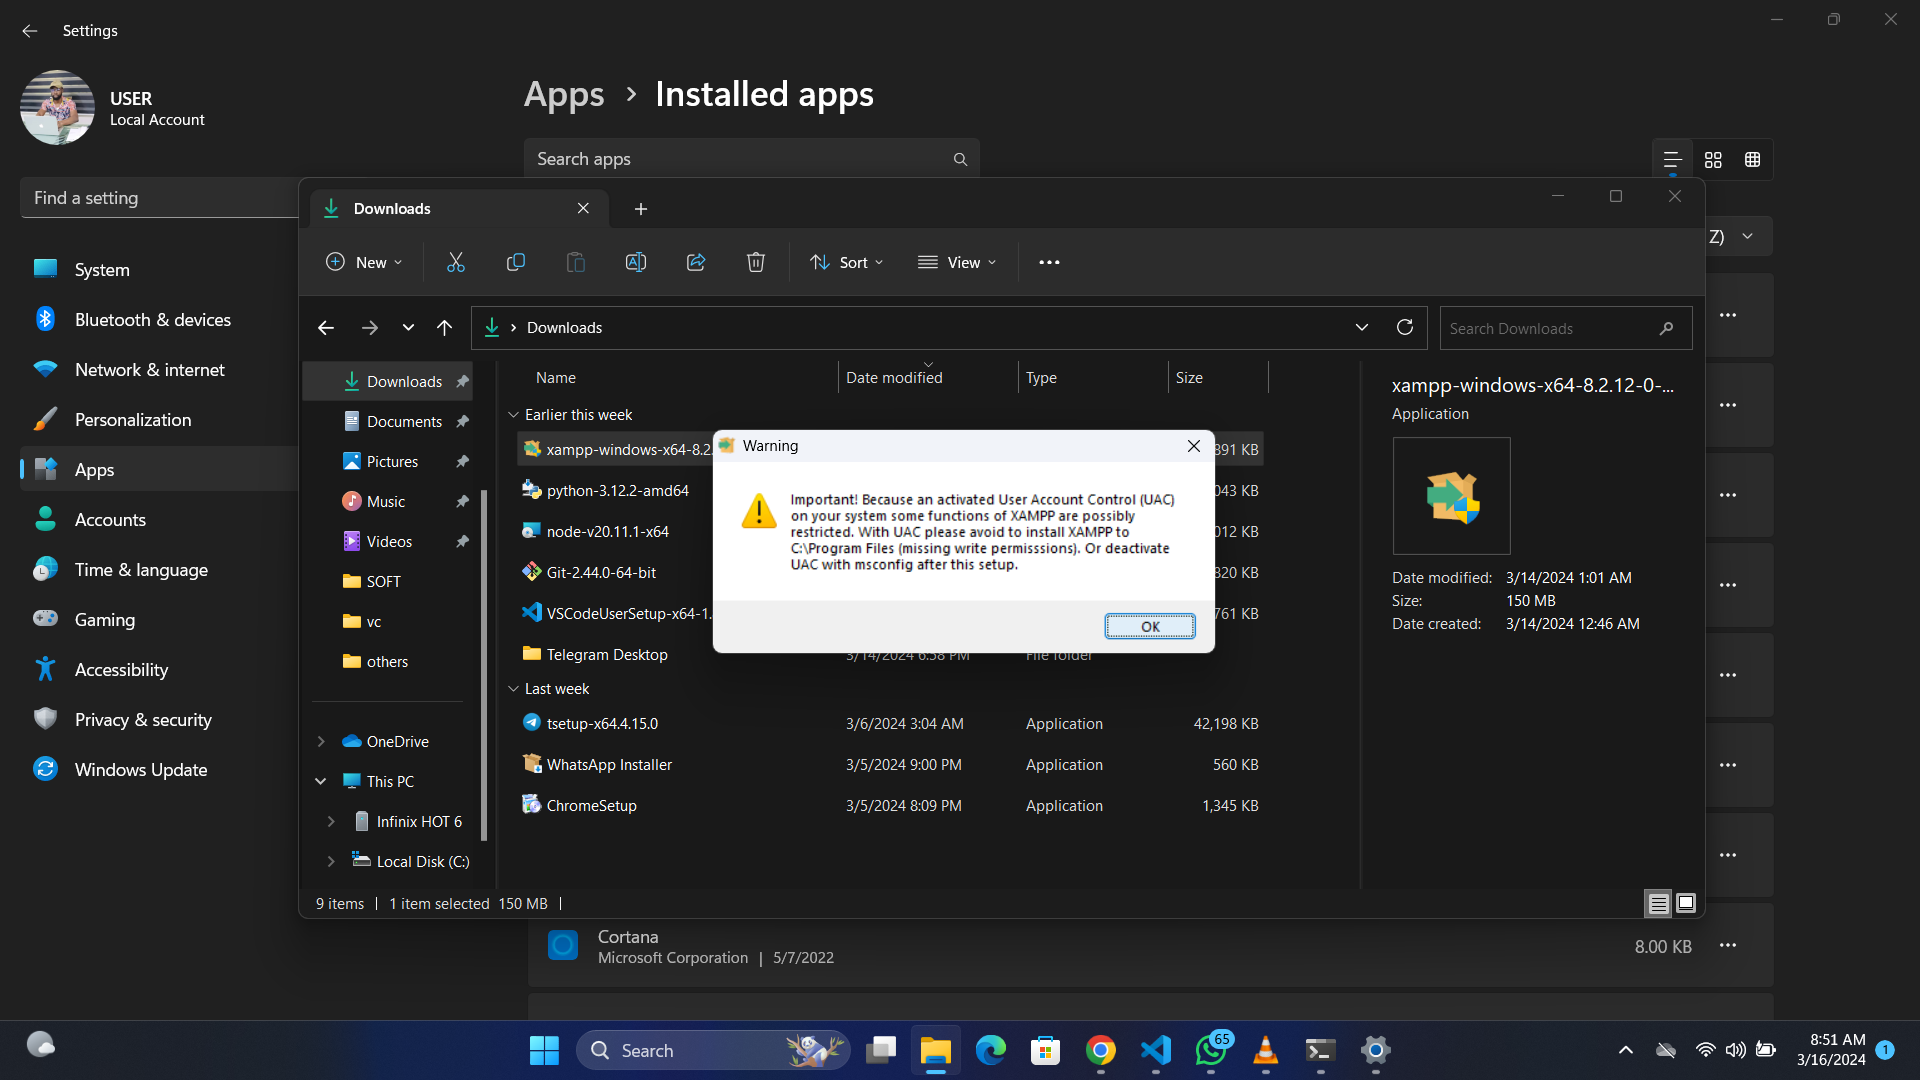 Settings
USER
Local Account
Find a setting
System
Bluetooth & devices
Network & internet
Personalization
Apps
Accounts
Time & language
Gaming
Accessibility
Privacy & security
Windows Update
Apps > Installed apps
Search apps
Z)
Downloads
New
Sort
View
Downloads
Search Downloads
Downloads
Documents
Pictures
Music
Videos
SOFT
vc
others
OneDrive
This PC
Infinix HOT 6
Local Disk (C:)
Name Date modified Type Size
Earlier this week
xampp-windows-x64-8.2. 391 KB
python-3.12.2-amd64 043 KB
node-v20.11.1-x64 012 KB
Git-2.44.0-64-bit 320 KB
VSCodeUserSetup-x64-1. 761 KB
Telegram Desktop 3/14/2024 6:58 PM File folder
Last week
tsetup-x64.4.15.0 3/6/2024 3:04 AM Application 42,198 KB
WhatsApp Installer 3/5/2024 9:00 PM Application 560 KB
ChromeSetup 3/5/2024 8:09 PM Application 1,345 KB
Warning
Important! Because an activated User Account Control (UAC)
on your system some functions of XAMPP are possibly
restricted. With UAC please avoid to install XAMPP to
C:\Program Files (missing write permisssions). Or deactivate
UAC with msconfig after this setup.
OK
xampp-windows-x64-8.2.12-0-...
Application
Date modified: 3/14/2024 1:01 AM
Size: 150 MB
Date created: 3/14/2024 12:46 AM
9 items | 1 item selected 150 MB |
Cortana
Microsoft Corporation | 5/7/2022
8.00 KB
Search
65
8:51 AM
3/16/2024
1